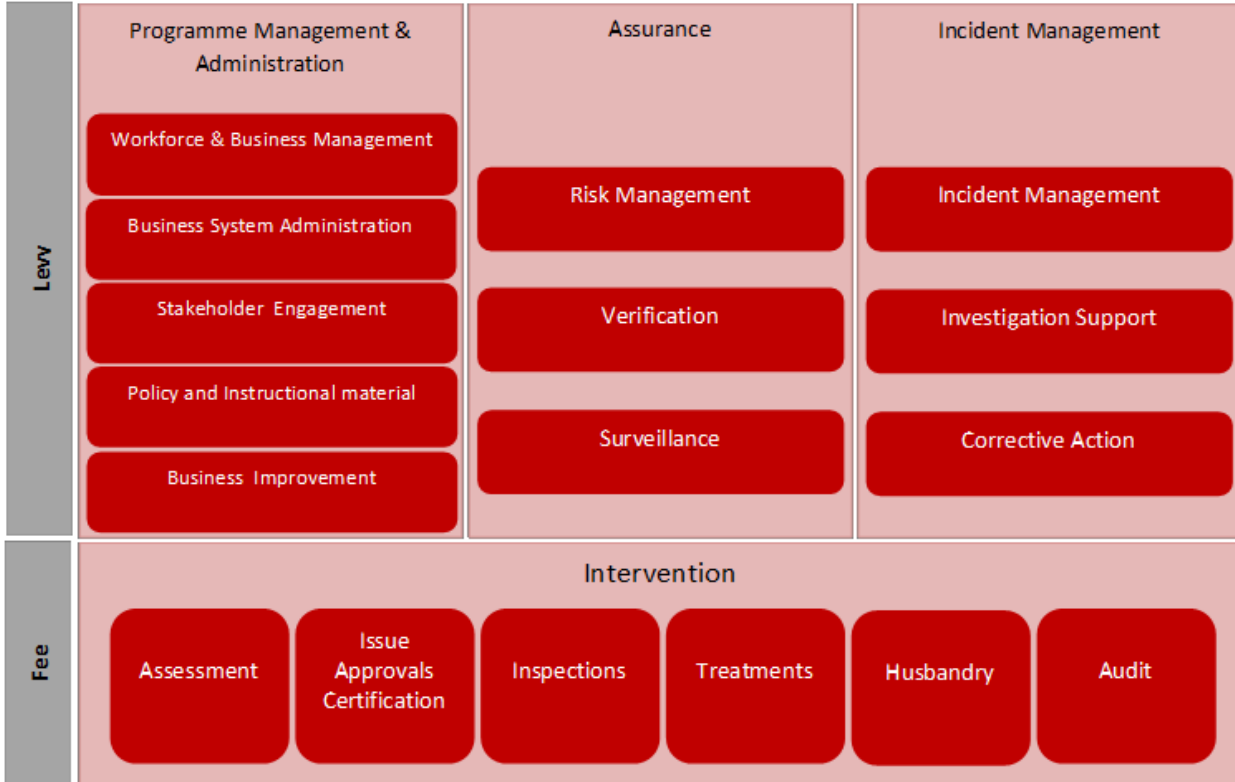 Programme Management &
Administration
Workforce & Business Management
Business System Administration
Stakeholder Engagement
Policy and Instructional material
Business Improvement
Assurance
Risk Management
Verification
Surveillance
Incident Management
Incident Management
Investigation Support
Corrective Action
Levy
Intervention
Assessment
Issue
Approvals
Certification
Inspections
Treatments
Husbandry
Audit
Fee